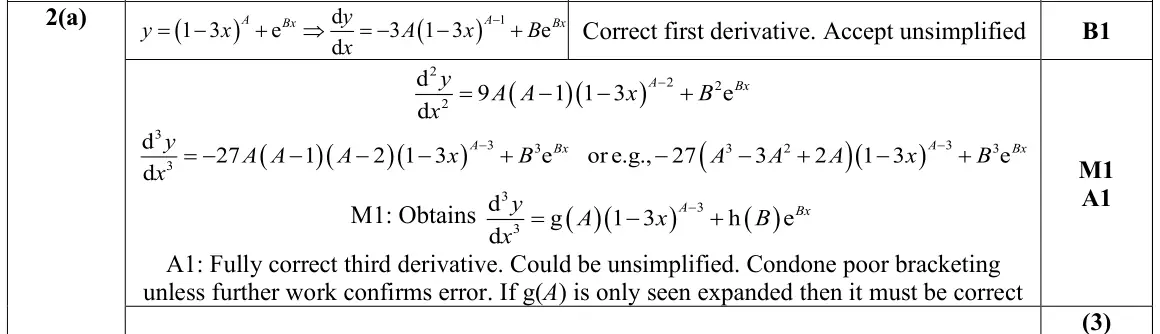 2(a) y = (1−3x)^A + e^{Bx} ⇒ dy/dx = −3A(1−3x)^{A−1} + Be^{Bx} Correct first derivative. Accept unsimplified B1
d²y/dx² = 9A(A−1)(1−3x)^{A−2} + B²e^{Bx}
d³y/dx³ = −27A(A−1)(A−2)(1−3x)^{A−3} + B³e^{Bx} or e.g., −27(A³−3A²+2A)(1−3x)^{A−3} + B³e^{Bx}
M1: Obtains d³y/dx³ = g(A)(1−3x)^{A−3} + h(B)e^{Bx}
A1: Fully correct third derivative. Could be unsimplified. Condone poor bracketing
unless further work confirms error. If g(A) is only seen expanded then it must be correct
M1
A1
(3)